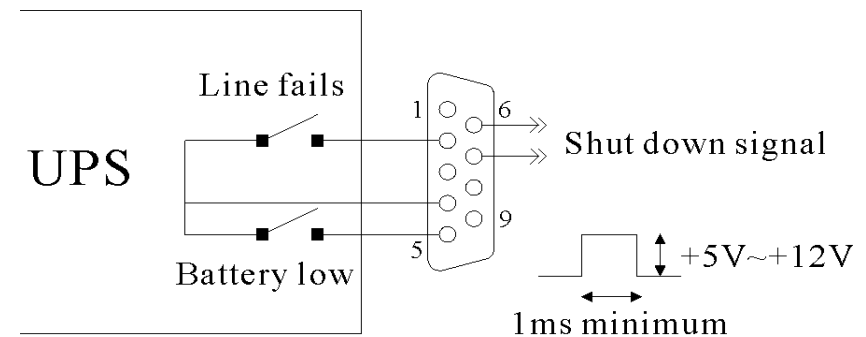 Line fails
1
6
Shut down signal
UPS
9
5
Battery low
+5V~+12V
1ms minimum